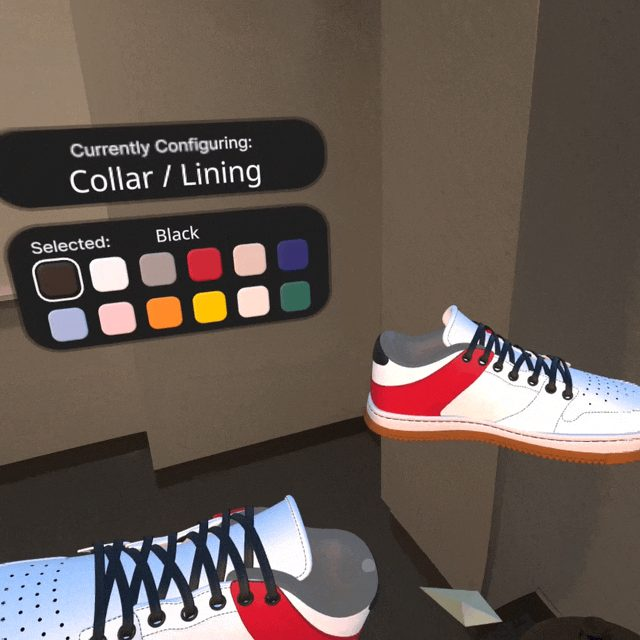 Currently Configuring:
Collar / Lining
Selected: Black